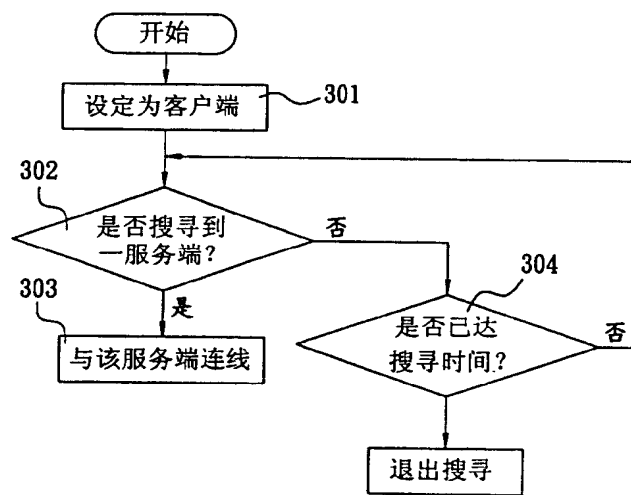 开始
设定为客户端
301
302
是否搜寻到
一服务端?
否
303
是
与该服务端连线
304
是否已达
搜寻时间?
否
退出搜寻